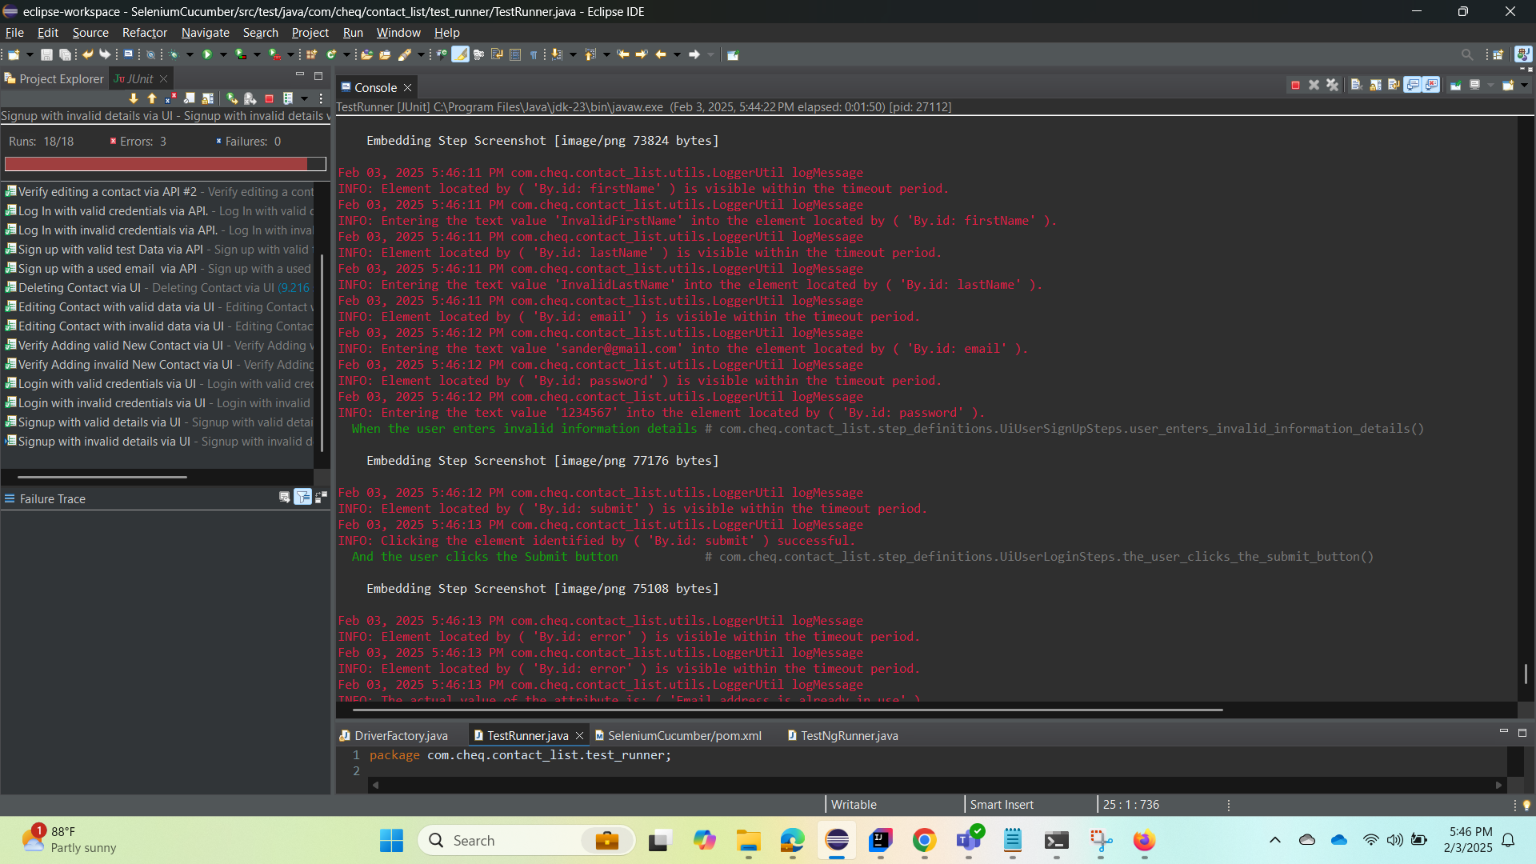 eclipse-workspace - SeleniumCucumber/src/test/java/com/cheq/contact_list/test_runner/TestRunner.java - Eclipse IDE
File Edit Source Refactor Navigate Search Project Run Window Help
Project Explorer JUnit
Signup with invalid details via UI - Signup with invalid details v
Runs: 18/18 Errors: 3 Failures: 0
Verify editing a contact via API #2 - Verify editing a cont
Log In with valid credentials via API. - Log In with valid c
Log In with invalid credentials via API. - Log In with inva
Sign up with valid test Data via API - Sign up with valid
Sign up with a used email via API - Sign up with a used
Deleting Contact via UI - Deleting Contact via UI (9.216
Editing Contact with valid data via UI - Editing Contact v
Editing Contact with invalid data via UI - Editing Contac
Verify Adding valid New Contact via UI - Verify Adding v
Verify Adding invalid New Contact via UI - Verify Adding
Login with valid credentials via UI - Login with valid cre
Login with invalid credentials via UI - Login with invalid
Signup with valid details via UI - Signup with valid detai
Signup with invalid details via UI - Signup with invalid d
Failure Trace
Console
TestRunner [JUnit] C:\Program Files\Java\jdk-23\bin\javaw.exe (Feb 3, 2025, 5:44:22 PM elapsed: 0:01:50) [pid: 27112]
Embedding Step Screenshot [image/png 73824 bytes]
Feb 03, 2025 5:46:11 PM com.cheq.contact_list.utils.LoggerUtil logMessage
INFO: Element located by ( 'By.id: firstName' ) is visible within the timeout period.
Feb 03, 2025 5:46:11 PM com.cheq.contact_list.utils.LoggerUtil logMessage
INFO: Entering the text value 'InvalidFirstName' into the element located by ( 'By.id: firstName' ).
Feb 03, 2025 5:46:11 PM com.cheq.contact_list.utils.LoggerUtil logMessage
INFO: Element located by ( 'By.id: lastName' ) is visible within the timeout period.
Feb 03, 2025 5:46:11 PM com.cheq.contact_list.utils.LoggerUtil logMessage
INFO: Entering the text value 'InvalidLastName' into the element located by ( 'By.id: lastName' ).
Feb 03, 2025 5:46:11 PM com.cheq.contact_list.utils.LoggerUtil logMessage
INFO: Element located by ( 'By.id: email' ) is visible within the timeout period.
Feb 03, 2025 5:46:12 PM com.cheq.contact_list.utils.LoggerUtil logMessage
INFO: Entering the text value 'sander@gmail.com' into the element located by ( 'By.id: email' ).
Feb 03, 2025 5:46:12 PM com.cheq.contact_list.utils.LoggerUtil logMessage
INFO: Element located by ( 'By.id: password' ) is visible within the timeout period.
Feb 03, 2025 5:46:12 PM com.cheq.contact_list.utils.LoggerUtil logMessage
INFO: Entering the text value '1234567' into the element located by ( 'By.id: password' ).
When the user enters invalid information details # com.cheq.contact_list.step_definitions.UiUserSignUpSteps.user_enters_invalid_information_details()
Embedding Step Screenshot [image/png 77176 bytes]
Feb 03, 2025 5:46:12 PM com.cheq.contact_list.utils.LoggerUtil logMessage
INFO: Element located by ( 'By.id: submit' ) is visible within the timeout period.
Feb 03, 2025 5:46:13 PM com.cheq.contact_list.utils.LoggerUtil logMessage
INFO: Clicking the element identified by ( 'By.id: submit' ) successful.
And the user clicks the Submit button # com.cheq.contact_list.step_definitions.UiUserLoginSteps.the_user_clicks_the_submit_button()
Embedding Step Screenshot [image/png 75108 bytes]
Feb 03, 2025 5:46:13 PM com.cheq.contact_list.utils.LoggerUtil logMessage
INFO: Element located by ( 'By.id: error' ) is visible within the timeout period.
Feb 03, 2025 5:46:13 PM com.cheq.contact_list.utils.LoggerUtil logMessage
INFO: Element located by ( 'By.id: error' ) is visible within the timeout period.
Feb 03, 2025 5:46:13 PM com.cheq.contact_list.utils.LoggerUtil logMessage
INFO: The actual value of the attribute is: ( 'Email address is already in use' )
DriverFactory.java TestRunner.java SeleniumCucumber/pom.xml TestNgRunner.java
1 package com.cheq.contact_list.test_runner;
2
Writable Smart Insert 25 : 1 : 736
1 88°F
Partly sunny
Search
5:46 PM
2/3/2025